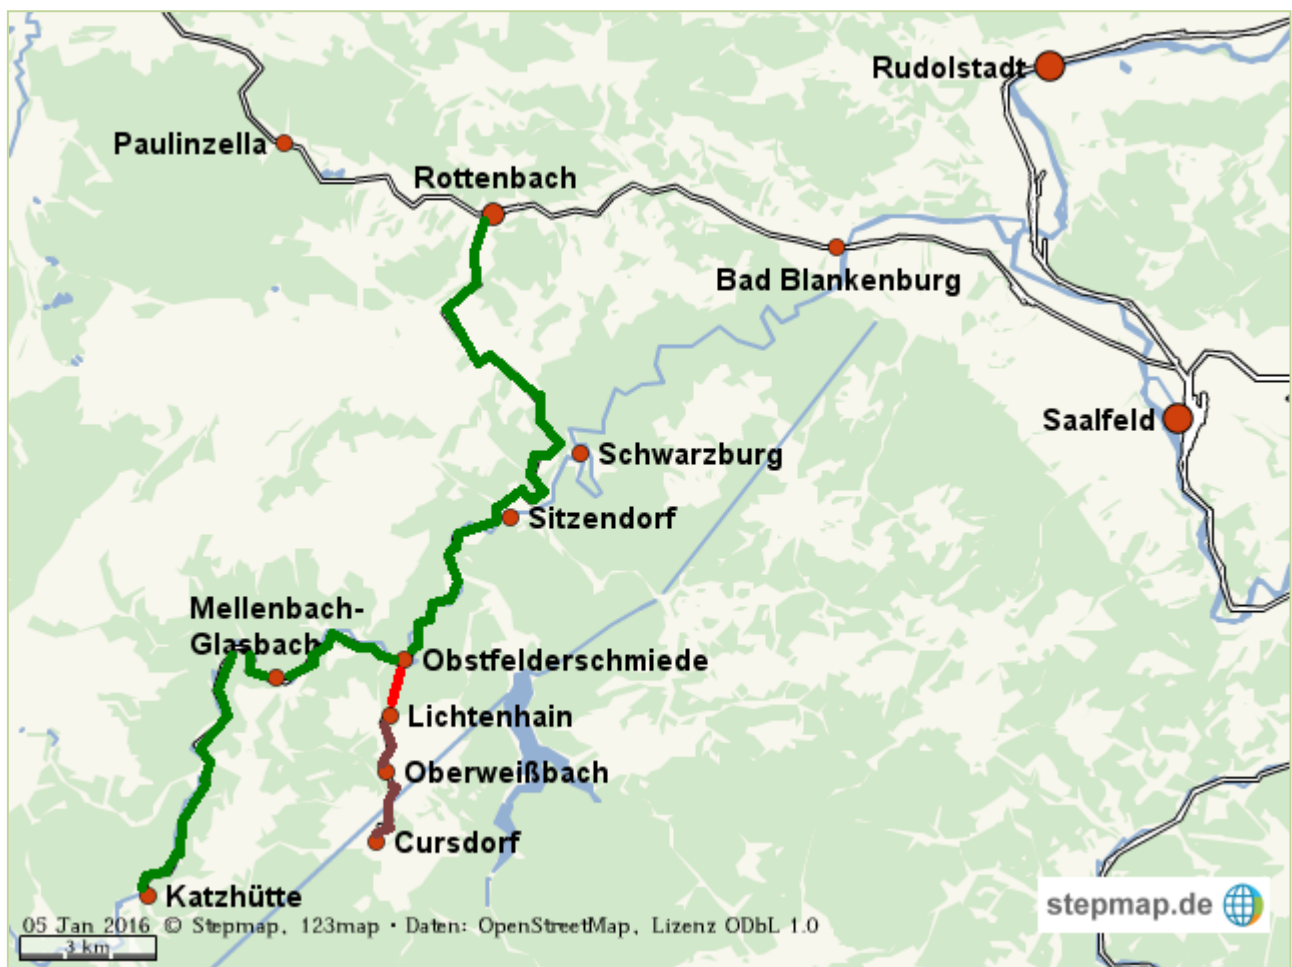 Rudolstadt
Paulinzella
Rottenbach
Bad Blankenburg
Saalfeld
Schwarzburg
Sitzendorf
Mellenbach-
Glasbach
Obstfelderschmiede
Lichtenhain
Oberweißbach
Cursdorf
Katzhütte
stepmap.de
05 Jan 2016 © Stepmap, 123map · Daten: OpenStreetMap, Lizenz ODbL 1.0
3 km